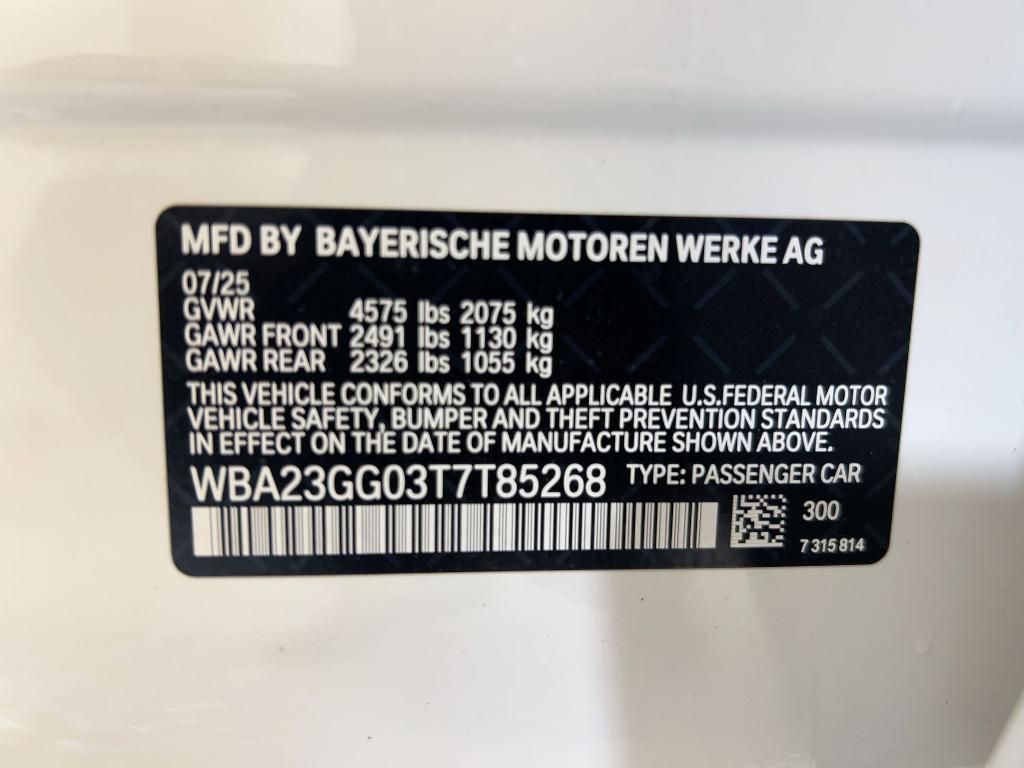 MFD BY BAYERISCHE MOTOREN WERKE AG
07/25
GVWR 4575 lbs 2075 kg
GAWR FRONT 2491 lbs 1130 kg
GAWR REAR 2326 lbs 1055 kg
THIS VEHICLE CONFORMS TO ALL APPLICABLE U.S.FEDERAL MOTOR
VEHICLE SAFETY, BUMPER AND THEFT PREVENTION STANDARDS
IN EFFECT ON THE DATE OF MANUFACTURE SHOWN ABOVE.
WBA23GG03T7T85268 TYPE: PASSENGER CAR
300
7 315 814